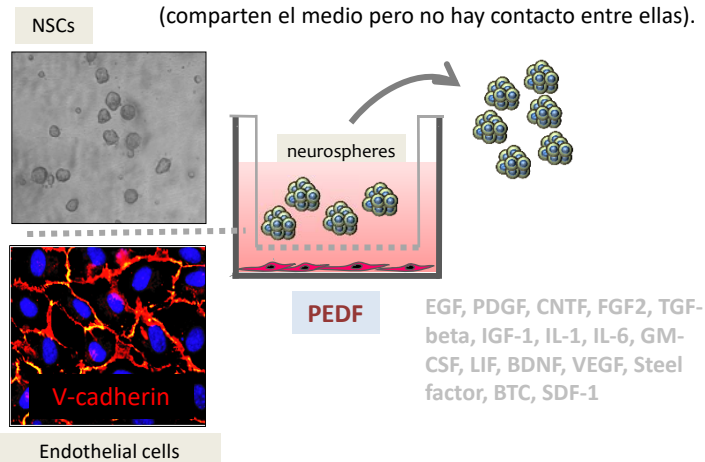 (comparten el medio pero no hay contacto entre ellas).
NSCs
neurospheres
PEDF
EGF, PDGF, CNTF, FGF2, TGF-
beta, IGF-1, IL-1, IL-6, GM-
CSF, LIF, BDNF, VEGF, Steel
factor, BTC, SDF-1
V-cadherin
Endothelial cells